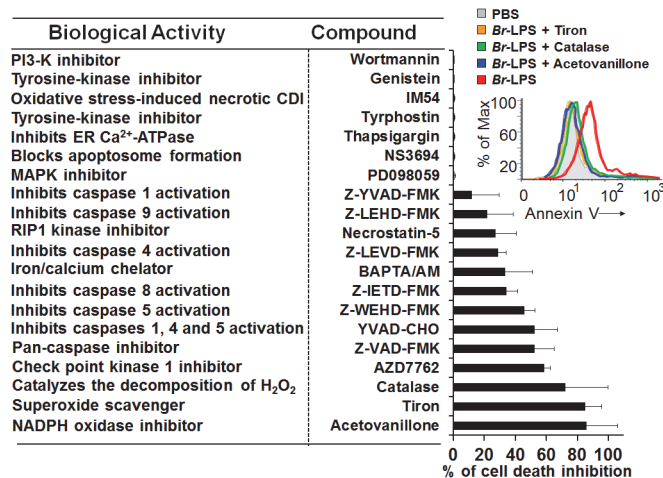 Biological Activity Compound
PBS
Br-LPS + Tiron
Br-LPS + Catalase
Br-LPS + Acetovanillone
Br-LPS
PI3-K inhibitor Wortmannin
Tyrosine-kinase inhibitor Genistein
Oxidative stress-induced necrotic CDI IM54
Tyrosine-kinase inhibitor Tyrphostin
Inhibits ER Ca²⁺-ATPase Thapsigargin
Blocks apoptosome formation NS3694
MAPK inhibitor PD098059
Inhibits caspase 1 activation Z-YVAD-FMK
Inhibits caspase 9 activation Z-LEHD-FMK
RIP1 kinase inhibitor Necrostatin-5
Inhibits caspase 4 activation Z-LEVD-FMK
Iron/calcium chelator BAPTA/AM
Inhibits caspase 8 activation Z-IETD-FMK
Inhibits caspase 5 activation Z-WEHD-FMK
Inhibits caspases 1, 4 and 5 activation YVAD-CHO
Pan-caspase inhibitor Z-VAD-FMK
Check point kinase 1 inhibitor AZD7762
Catalyzes the decomposition of H₂O₂ Catalase
Superoxide scavenger Tiron
NADPH oxidase inhibitor Acetovanillone
% of Max
100
80
60
20
0 10¹ 10² 10³
Annexin V
0 20 40 60 80 100
% of cell death inhibition